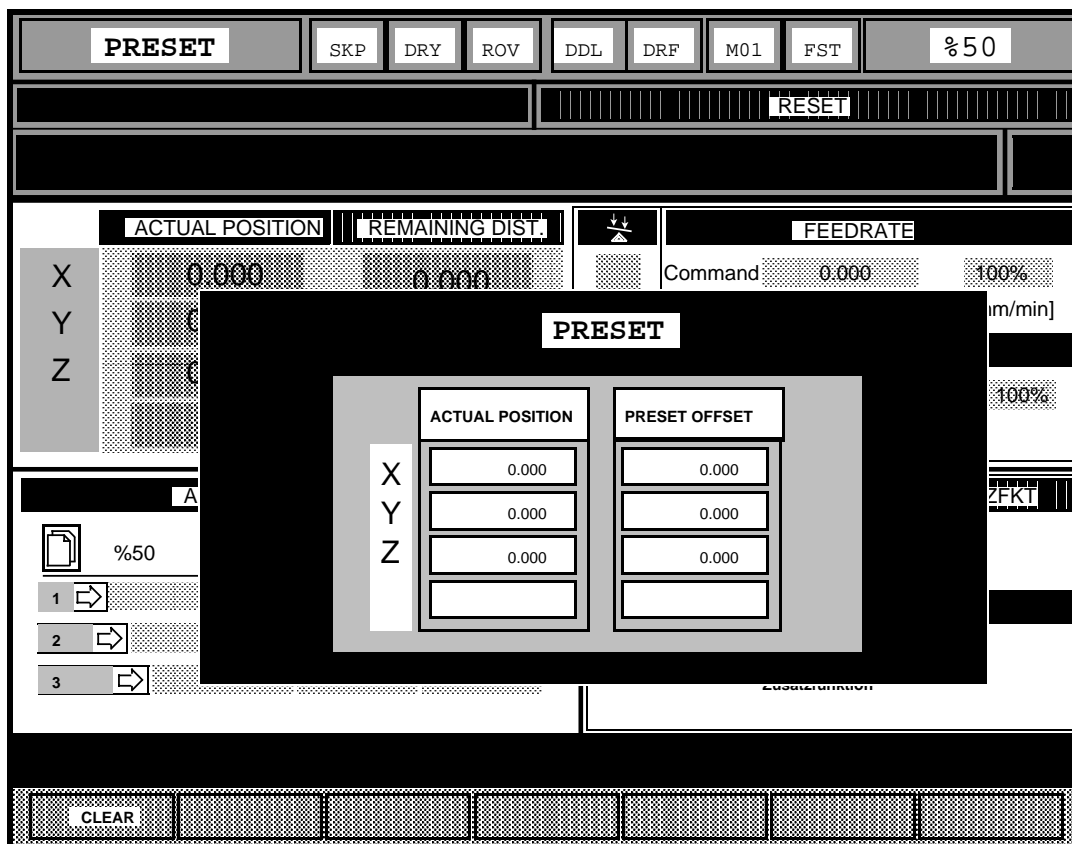 PRESET SKP DRY ROV DDL DRF M01 FST %50
RESET
ACTUAL POSITION REMAINING DIST. FEEDRATE
X 0.000 0.000 Command 0.000 100%
Y
Z
100%
PRESET
ACTUAL POSITION PRESET OFFSET
X 0.000 0.000
Y 0.000 0.000
Z 0.000 0.000
%50
1
2
3
Zusatzfunktion
CLEAR